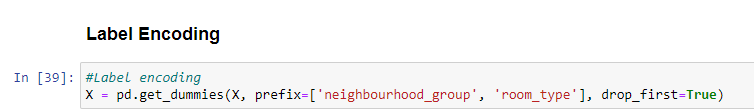 Label Encoding
In [39]: #Label encoding
X = pd.get_dummies(X, prefix=['neighbourhood_group', 'room_type'], drop_first=True)